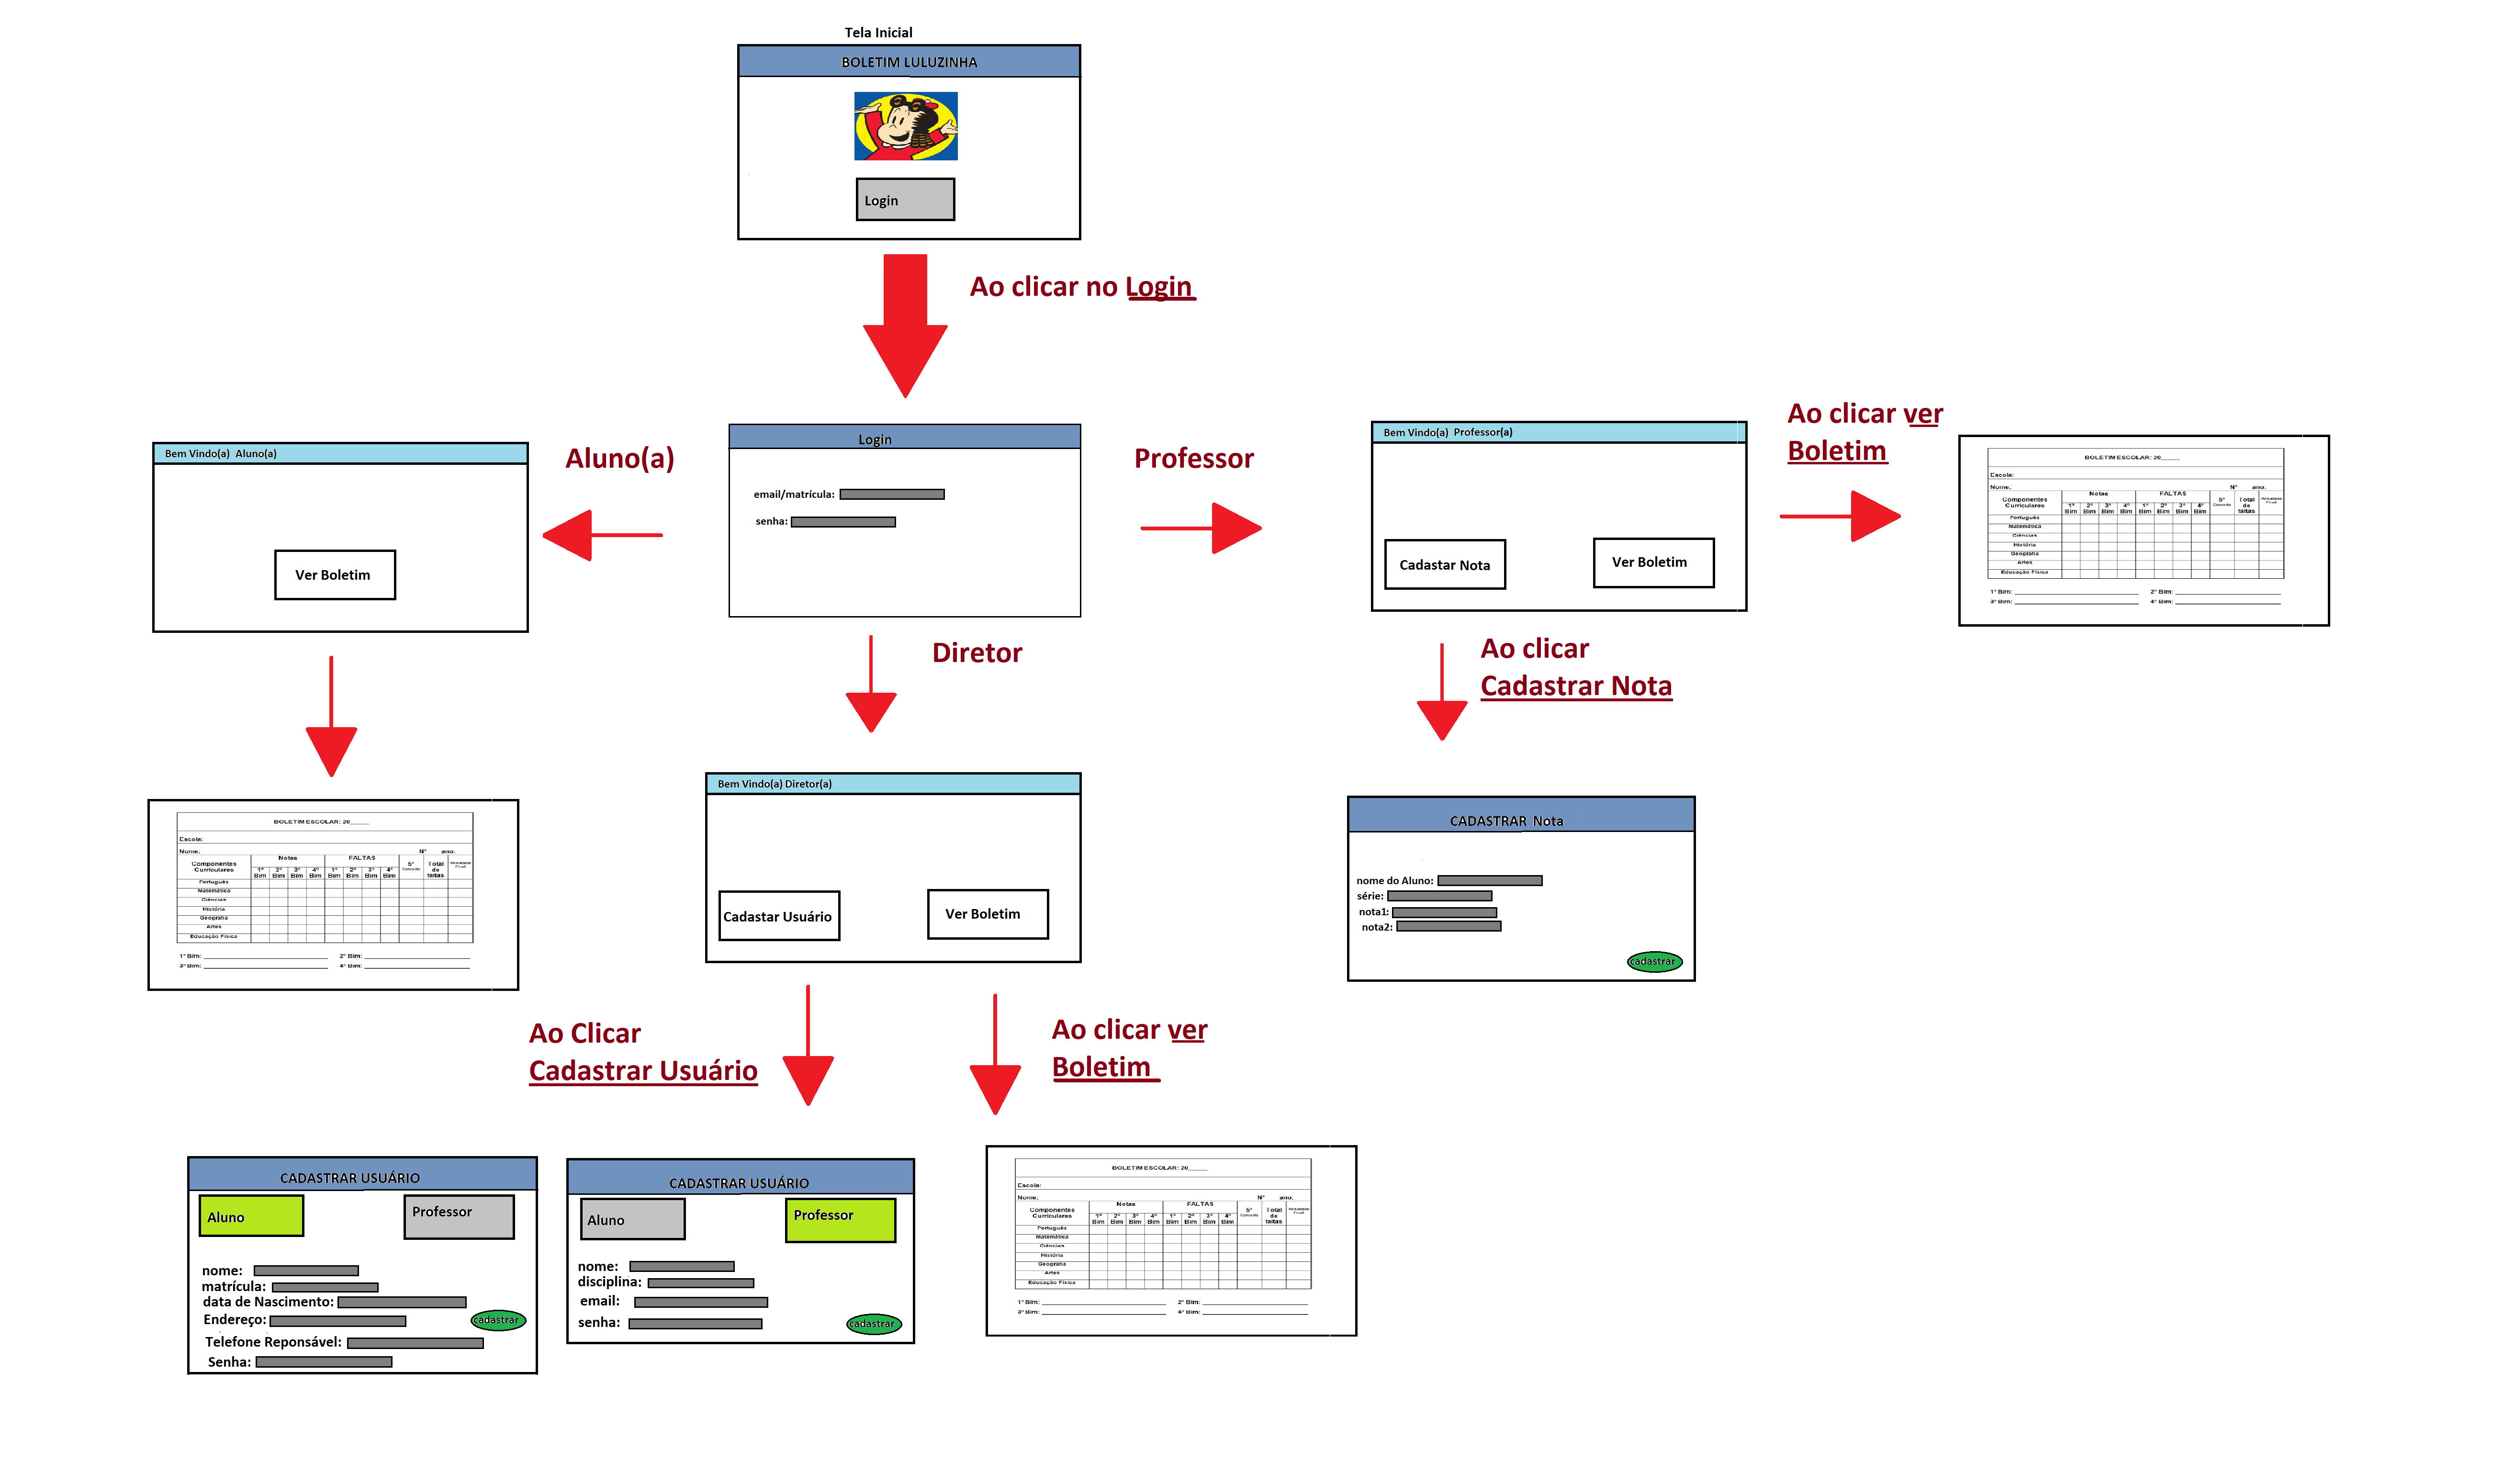 Tela Inicial
BOLETIM LULUZINHA
Login
Ao clicar no Login
Bem Vindo(a) Aluno(a)
Ver Boletim
Aluno(a)
Login
email/matrícula:
senha:
Professor
Bem Vindo(a) Professor(a)
Cadastar Nota
Ver Boletim
Ao clicar ver
Boletim
BOLETIM ESCOLAR: 20_____
Escola:
Nome: Nº ano:
Componentes Curriculares Notas FALTAS 5º Conceito Total de faltas Resultado Final
1º Bim 2º Bim 3º Bim 4º Bim 1º Bim 2º Bim 3º Bim 4º Bim
Português
Matemática
Ciências
História
Geografia
Artes
Educação Física
1º Bim: 2º Bim:
3º Bim: 4º Bim:
Diretor
Ao clicar
Cadastrar Nota
BOLETIM ESCOLAR: 20_____
Escola:
Nome: Nº ano:
Componentes Curriculares Notas FALTAS 5º Conceito Total de faltas Resultado Final
1º Bim 2º Bim 3º Bim 4º Bim 1º Bim 2º Bim 3º Bim 4º Bim
Português
Matemática
Ciências
História
Geografia
Artes
Educação Física
1º Bim: 2º Bim:
3º Bim: 4º Bim:
Bem Vindo(a) Diretor(a)
Cadastar Usuário
Ver Boletim
CADASTRAR Nota
nome do Aluno:
série:
nota1:
nota2:
cadastrar
Ao Clicar
Cadastrar Usuário
Ao clicar ver
Boletim
CADASTRAR USUÁRIO
Aluno
Professor
nome:
matrícula:
data de Nascimento:
Endereço:
Telefone Reponsável:
Senha:
cadastrar
CADASTRAR USUÁRIO
Aluno
Professor
nome:
disciplina:
email:
senha:
cadastrar
BOLETIM ESCOLAR: 20_____
Escola:
Nome: Nº ano:
Componentes Curriculares Notas FALTAS 5º Conceito Total de faltas Resultado Final
1º Bim 2º Bim 3º Bim 4º Bim 1º Bim 2º Bim 3º Bim 4º Bim
Português
Matemática
Ciências
História
Geografia
Artes
Educação Física
1º Bim: 2º Bim:
3º Bim: 4º Bim: